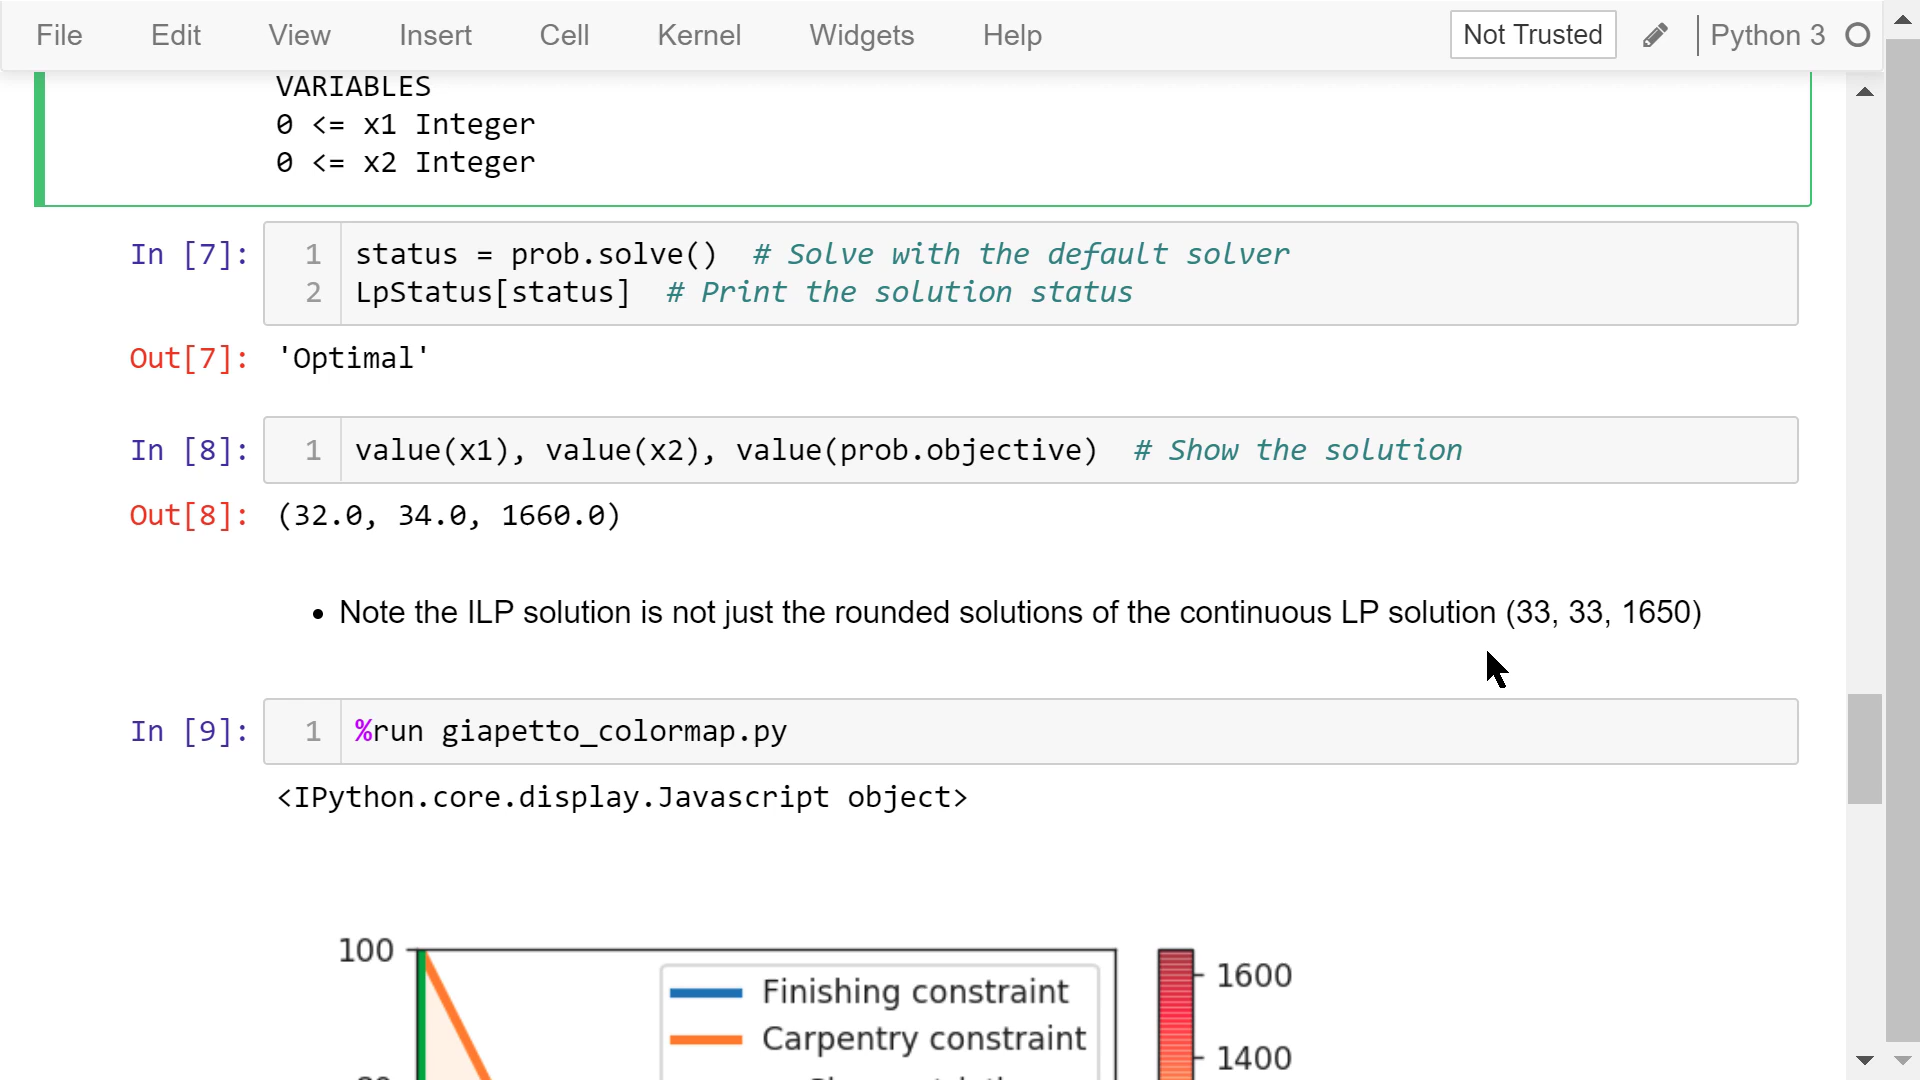 File Edit View Insert Cell Kernel Widgets Help Not Trusted Python 3
VARIABLES
0 <= x1 Integer
0 <= x2 Integer
In [7]: 1 status = prob.solve()  # Solve with the default solver
2 LpStatus[status]  # Print the solution status
Out[7]: 'Optimal'
In [8]: 1 value(x1), value(x2), value(prob.objective)  # Show the solution
Out[8]: (32.0, 34.0, 1660.0)
• Note the ILP solution is not just the rounded solutions of the continuous LP solution (33, 33, 1650)
In [9]: 1 %run giapetto_colormap.py
<IPython.core.display.Javascript object>
100
Finishing constraint
Carpentry constraint
1600
1400